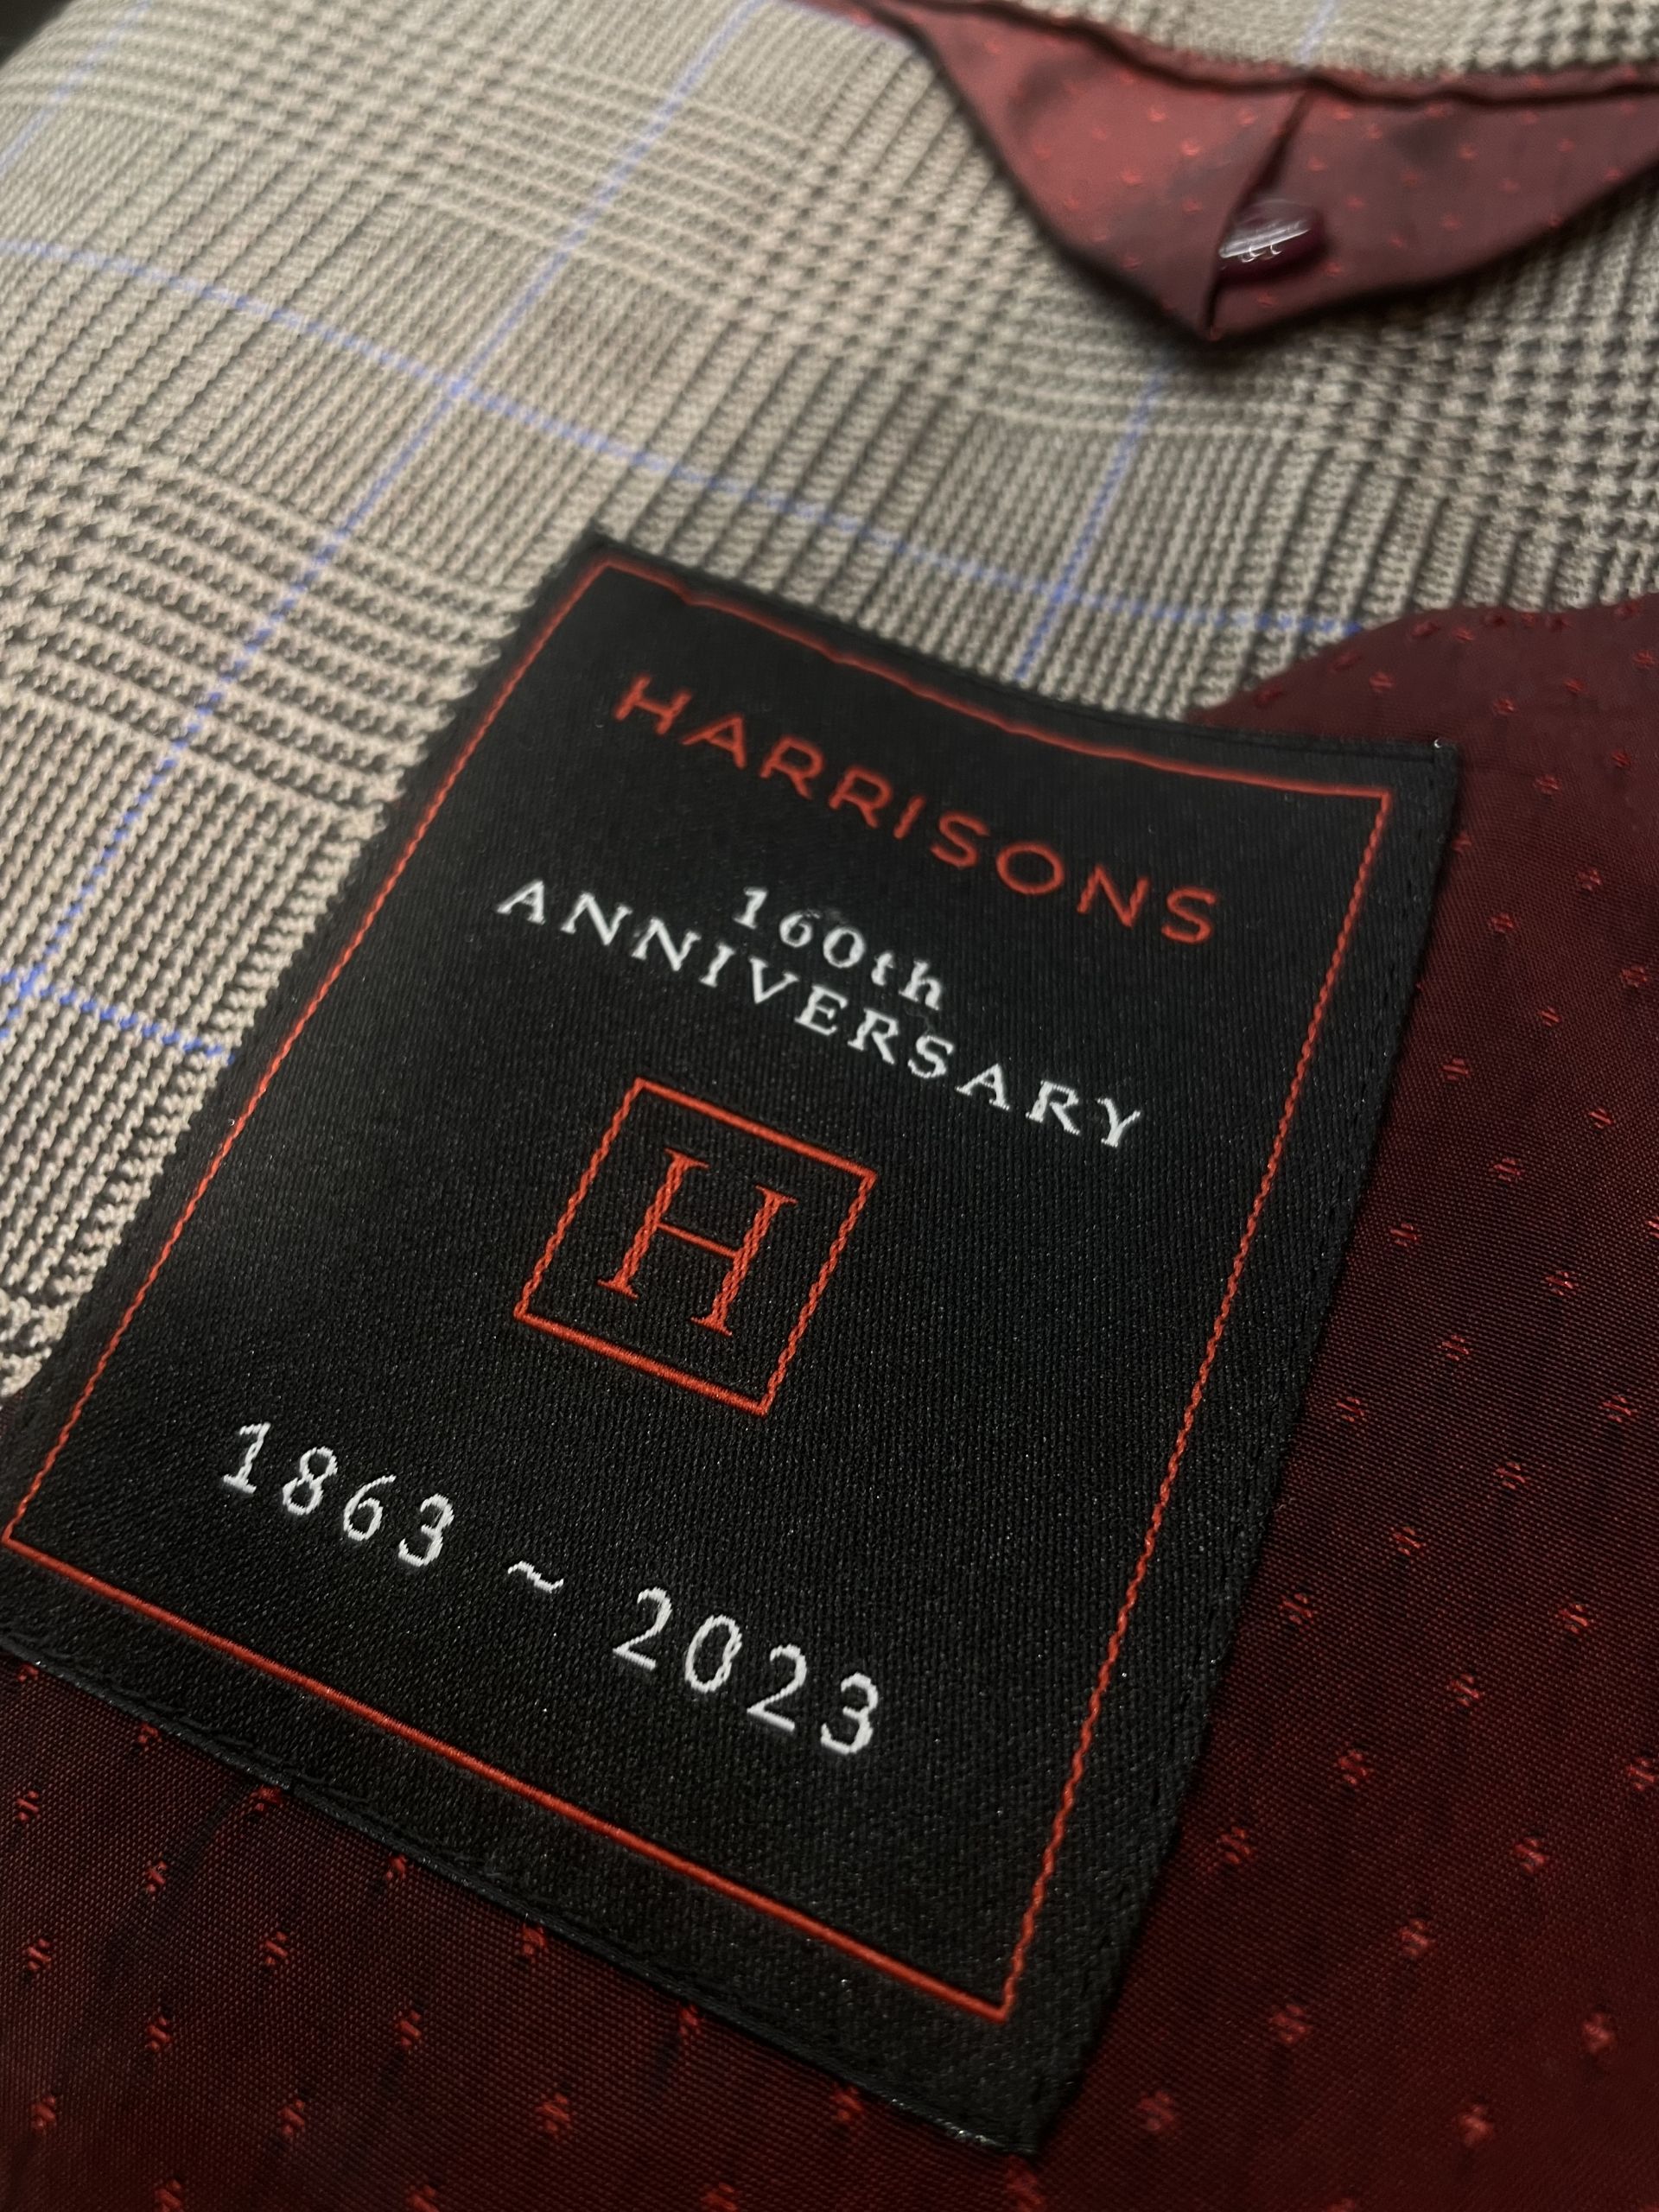 HARRISONS
160th
ANNIVERSARY
H
1863 ~ 2023